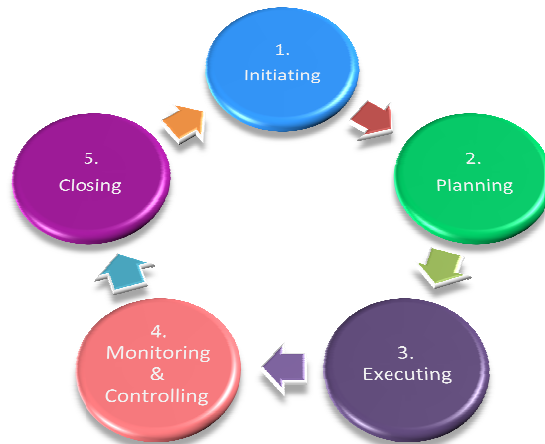 1.
Initiating
2.
Planning
3.
Executing
4.
Monitoring
&
Controlling
5.
Closing